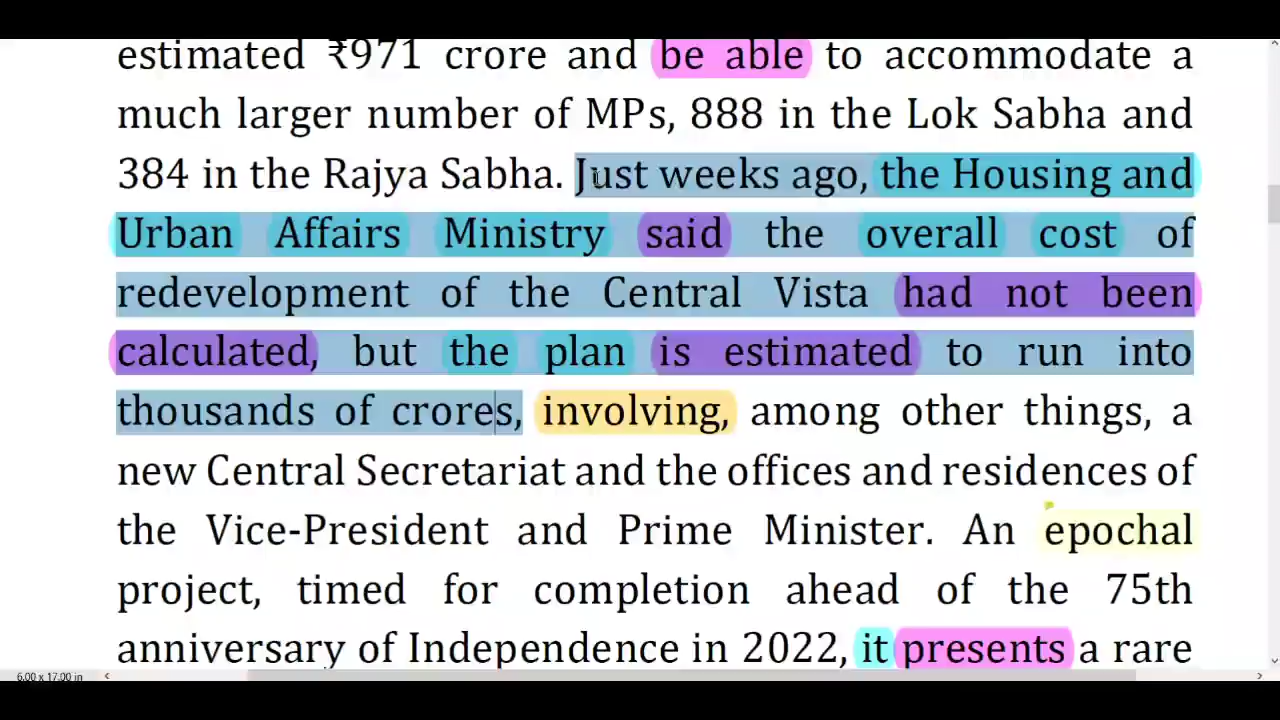 estimated ₹971 crore and be able to accommodate a
much larger number of MPs, 888 in the Lok Sabha and
384 in the Rajya Sabha. Just weeks ago, the Housing and
Urban Affairs Ministry said the overall cost of
redevelopment of the Central Vista had not been
calculated, but the plan is estimated to run into
thousands of crores, involving, among other things, a
new Central Secretariat and the offices and residences of
the Vice-President and Prime Minister. An epochal
project, timed for completion ahead of the 75th
anniversary of Independence in 2022, it presents a rare
6.00 x 17.00 in